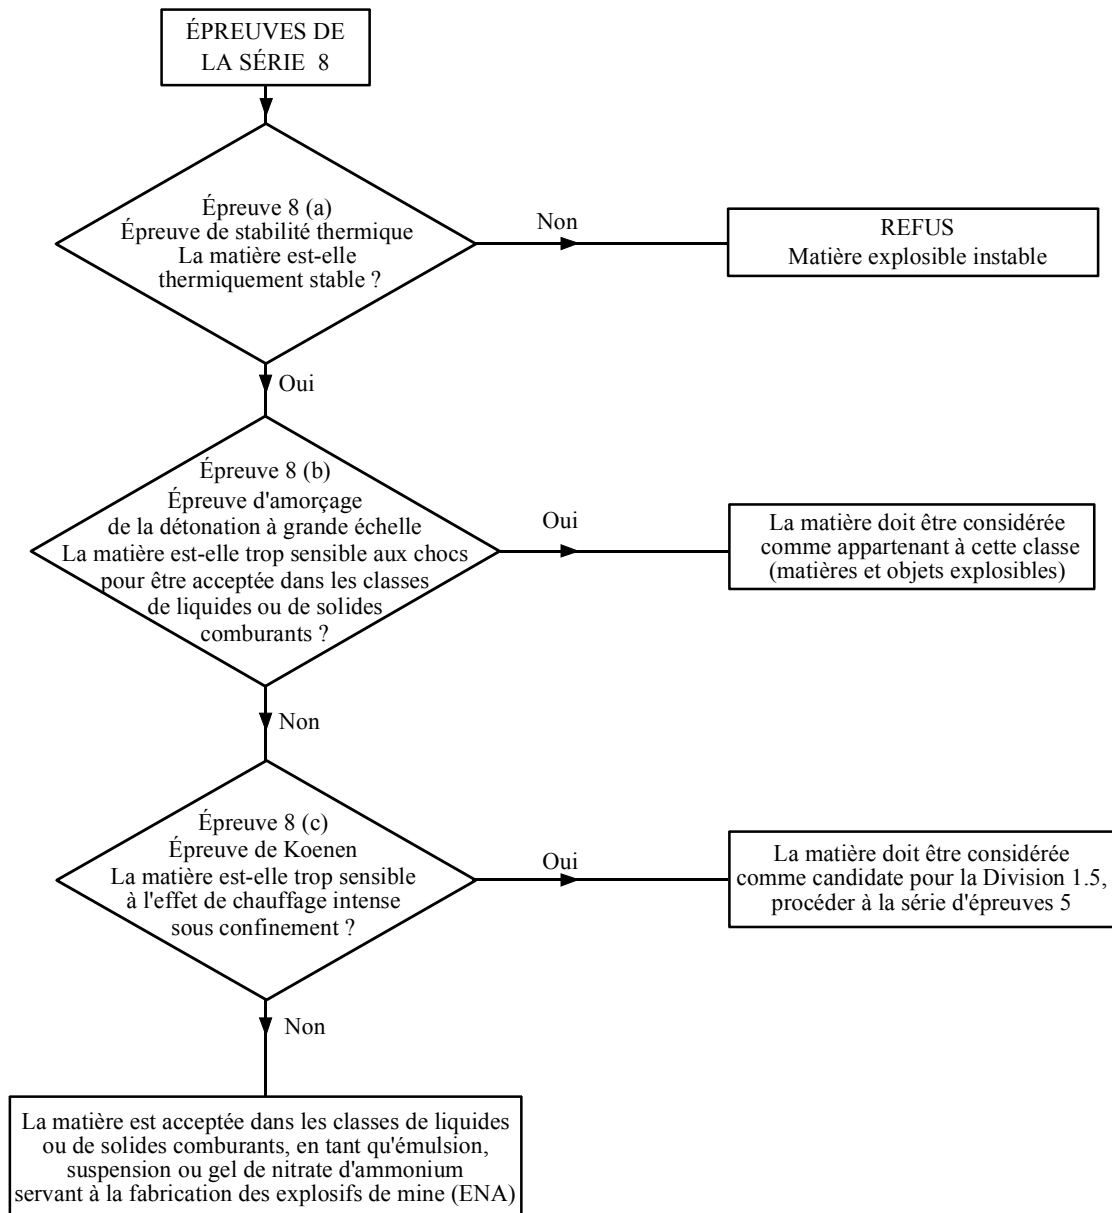 ÉPREUVES DE
LA SÉRIE 8
Épreuve 8 (a)
Épreuve de stabilité thermique
La matière est-elle
thermiquement stable ?
Non
REFUS
Matière explosible instable
Oui
Épreuve 8 (b)
Épreuve d'amorçage
de la détonation à grande échelle
La matière est-elle trop sensible aux chocs
pour être acceptée dans les classes
de liquides ou de solides
comburants ?
Oui
La matière doit être considérée
comme appartenant à cette classe
(matières et objets explosibles)
Non
Épreuve 8 (c)
Épreuve de Koenen
La matière est-elle trop sensible
à l'effet de chauffage intense
sous confinement ?
Oui
La matière doit être considérée
comme candidate pour la Division 1.5,
procéder à la série d'épreuves 5
Non
La matière est acceptée dans les classes de liquides
ou de solides comburants, en tant qu'émulsion,
suspension ou gel de nitrate d'ammonium
servant à la fabrication des explosifs de mine (ENA)